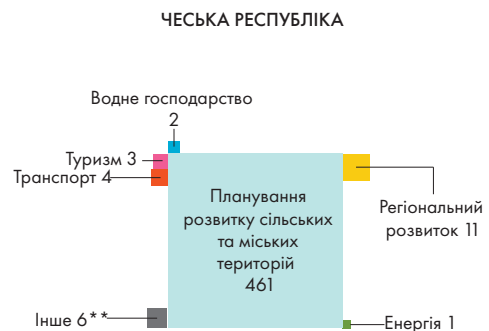 ЧЕСЬКА РЕСПУБЛІКА
Водне господарство
2
Туризм 3
Транспорт 4
Планування
розвитку сільських
та міських
територій
461
Регіональний
розвиток 11
Інше 6**
Енергія 1